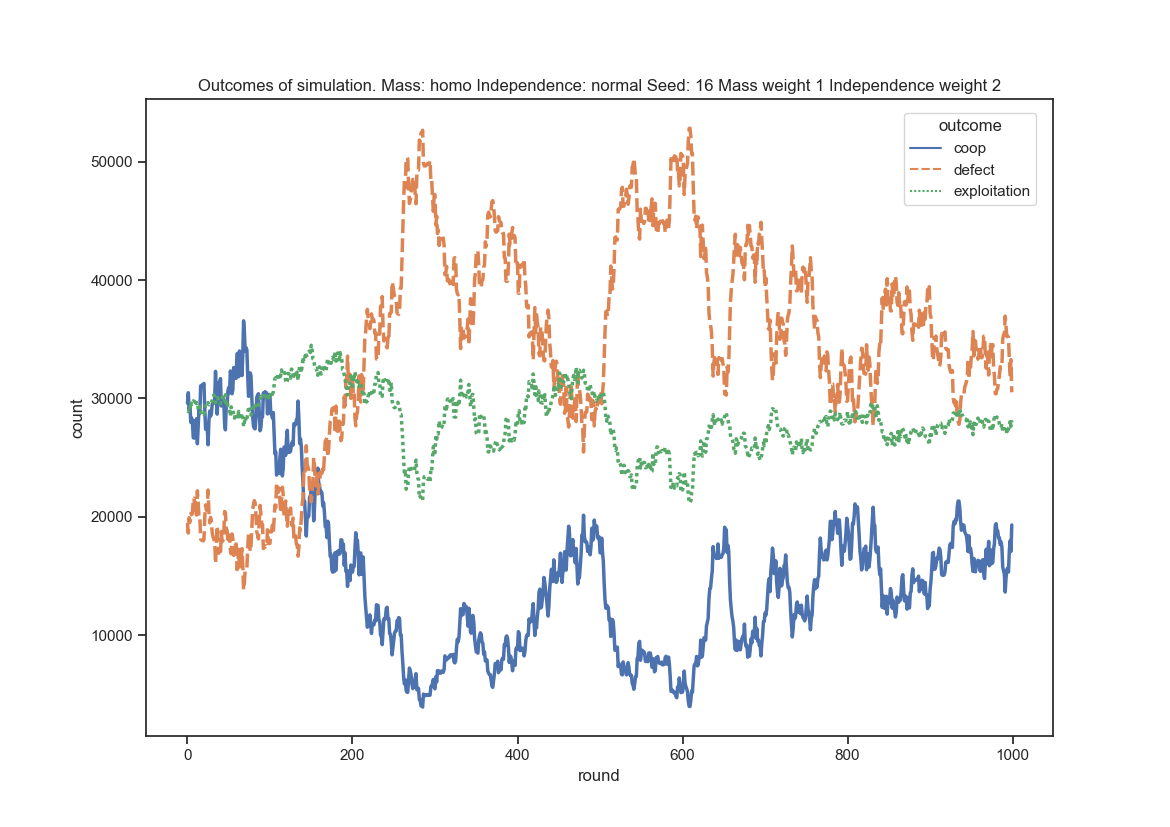 Outcomes of simulation. Mass: homo Independence: normal Seed: 16 Mass weight 1 Independence weight 2
outcome
coop
defect
exploitation
50000
40000
30000
20000
10000
count
0 200 400 600 800 1000
round